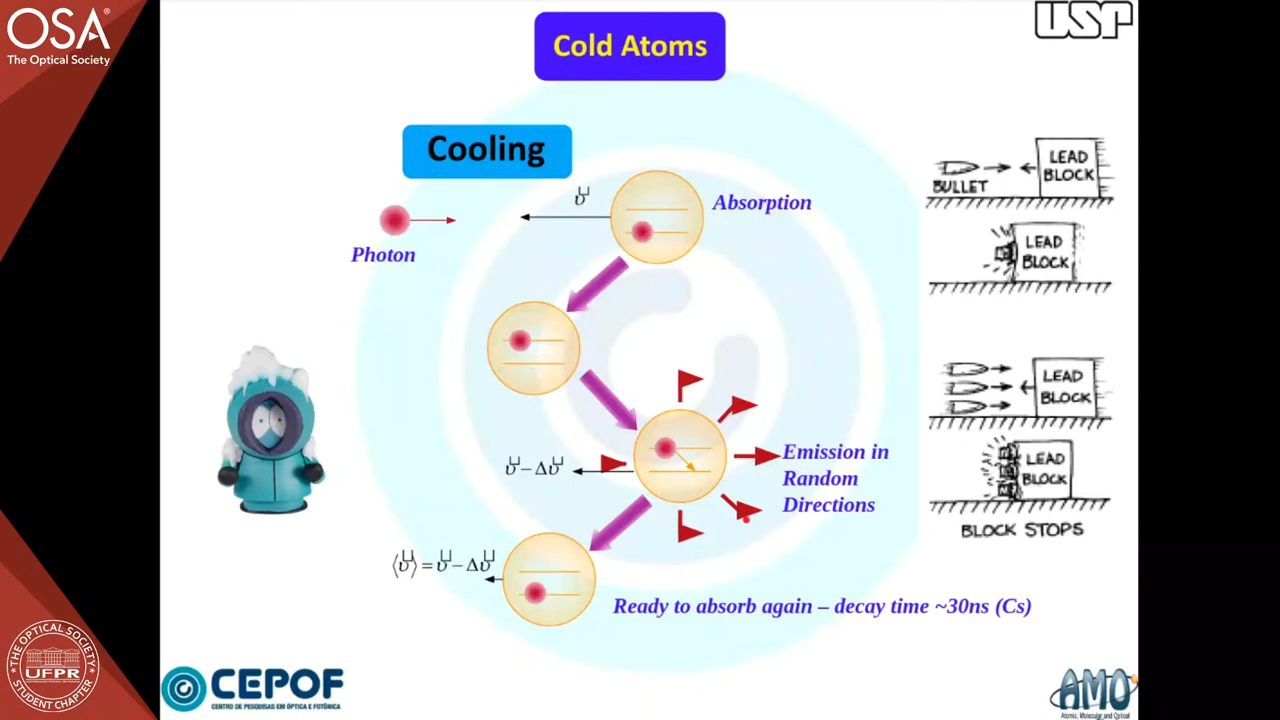 OSA®
The Optical Society
Cold Atoms
USP
Cooling
Photon
υ
Absorption
υ – Δυ
Emission in
Random
Directions
⟨υ⟩ = υ – Δυ
Ready to absorb again – decay time ~30ns (Cs)
BULLET
LEAD
BLOCK
LEAD
BLOCK
LEAD
BLOCK
LEAD
BLOCK
BLOCK STOPS
THE OPTICAL SOCIETY
UFPR
STUDENT CHAPTER
CEPOF
CENTRO DE PESQUISAS EM ÓPTICA E FOTÔNICA
AMO
Atomic, Molecular and Optical